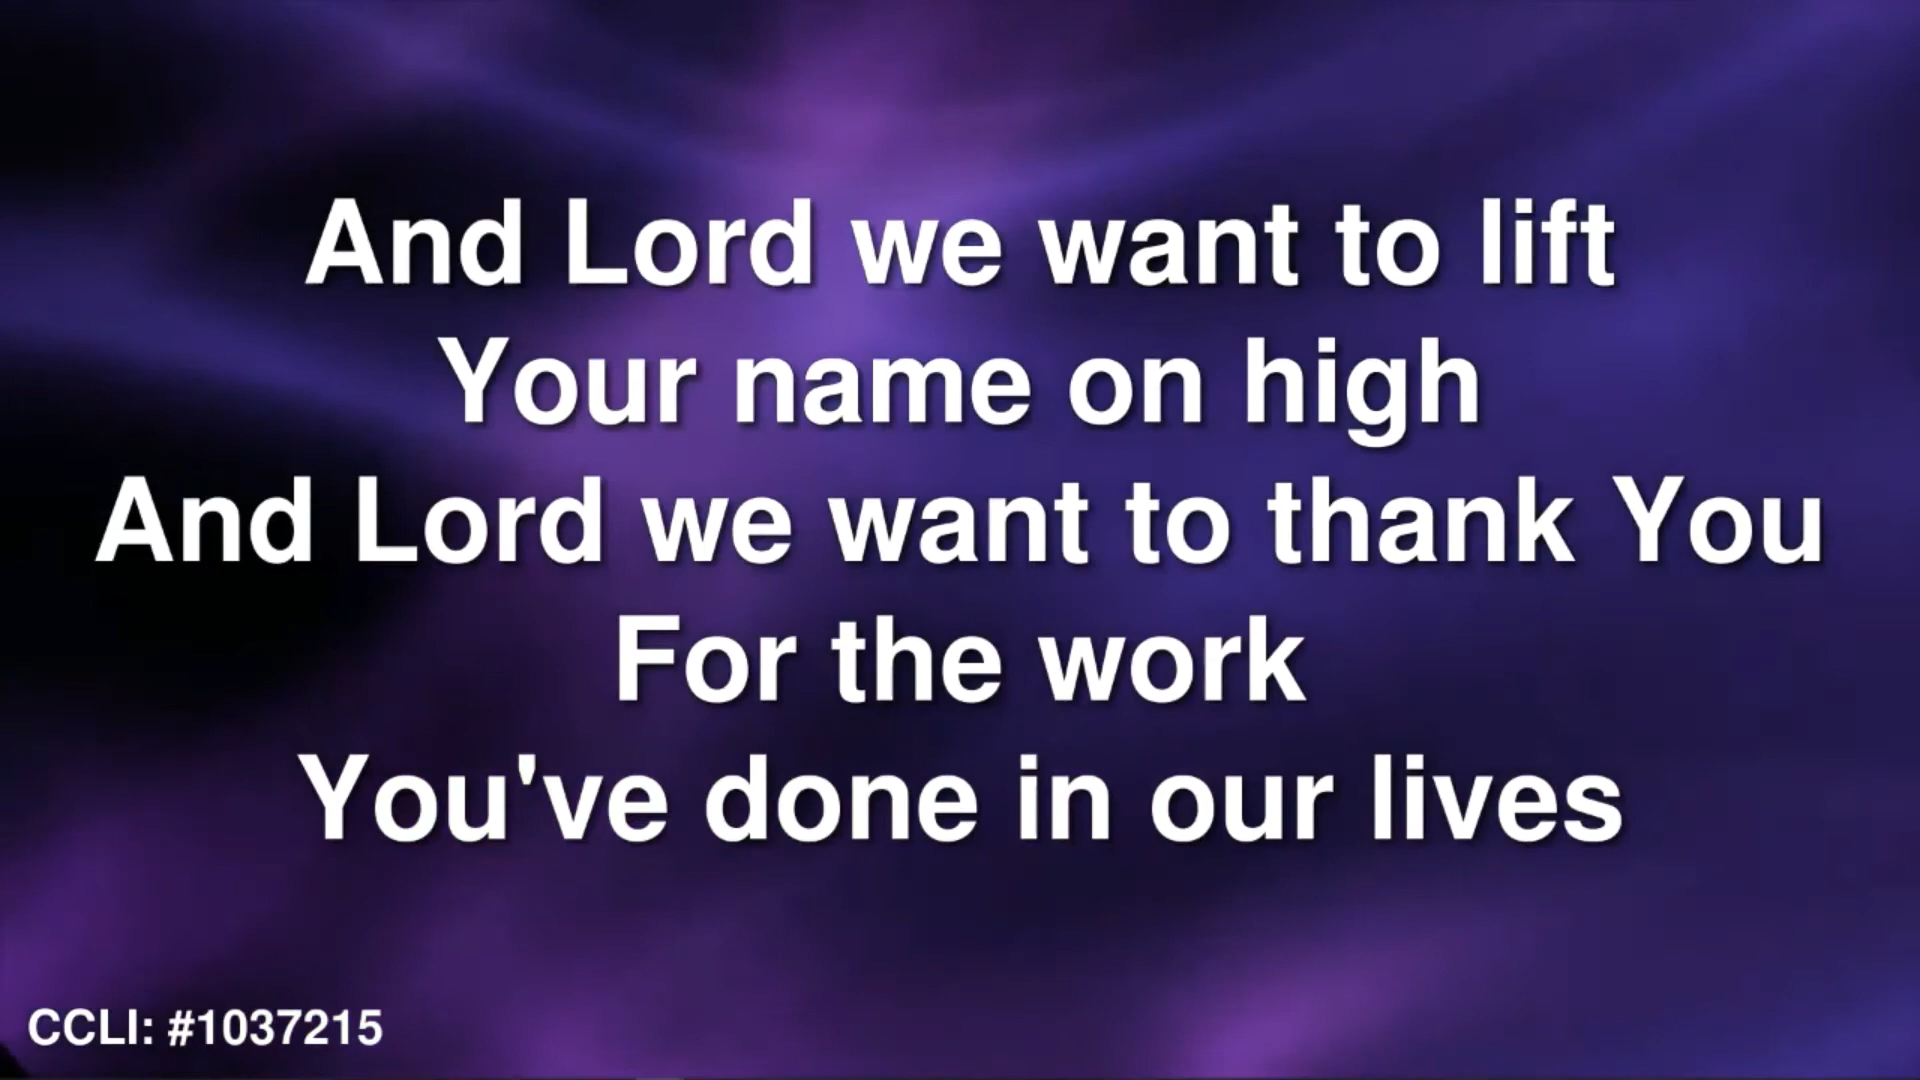 And Lord we want to lift
Your name on high
And Lord we want to thank You
For the work
You've done in our lives
CCLI: #1037215